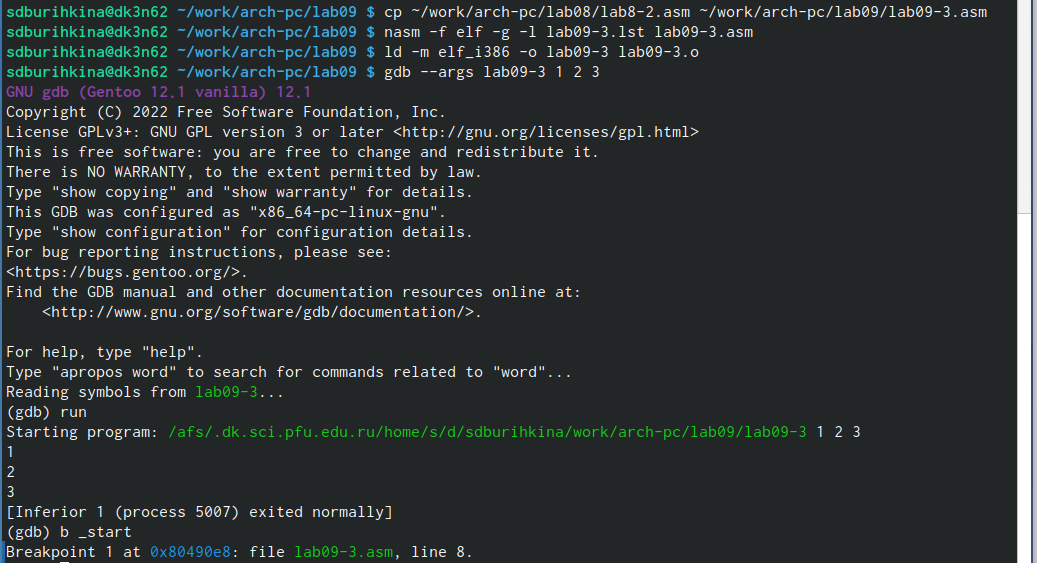 sdburihkina@dk3n62 ~/work/arch-pc/lab09 $ cp ~/work/arch-pc/lab08/lab8-2.asm ~/work/arch-pc/lab09/lab09-3.asm
sdburihkina@dk3n62 ~/work/arch-pc/lab09 $ nasm -f elf -g -l lab09-3.lst lab09-3.asm
sdburihkina@dk3n62 ~/work/arch-pc/lab09 $ ld -m elf_i386 -o lab09-3 lab09-3.o
sdburihkina@dk3n62 ~/work/arch-pc/lab09 $ gdb --args lab09-3 1 2 3
GNU gdb (Gentoo 12.1 vanilla) 12.1
Copyright (C) 2022 Free Software Foundation, Inc.
License GPLv3+: GNU GPL version 3 or later <http://gnu.org/licenses/gpl.html>
This is free software: you are free to change and redistribute it.
There is NO WARRANTY, to the extent permitted by law.
Type "show copying" and "show warranty" for details.
This GDB was configured as "x86_64-pc-linux-gnu".
Type "show configuration" for configuration details.
For bug reporting instructions, please see:
<https://bugs.gentoo.org/>.
Find the GDB manual and other documentation resources online at:
    <http://www.gnu.org/software/gdb/documentation/>.

For help, type "help".
Type "apropos word" to search for commands related to "word"...
Reading symbols from lab09-3...
(gdb) run
Starting program: /afs/.dk.sci.pfu.edu.ru/home/s/d/sdburihkina/work/arch-pc/lab09/lab09-3 1 2 3
1
2
3
[Inferior 1 (process 5007) exited normally]
(gdb) b _start
Breakpoint 1 at 0x80490e8: file lab09-3.asm, line 8.